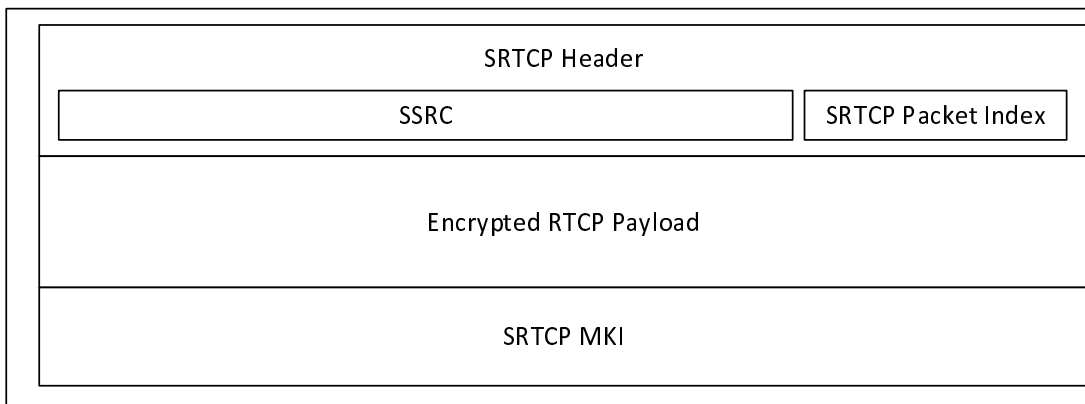 SRTCP Header
SSRC
SRTCP Packet Index
Encrypted RTCP Payload
SRTCP MKI